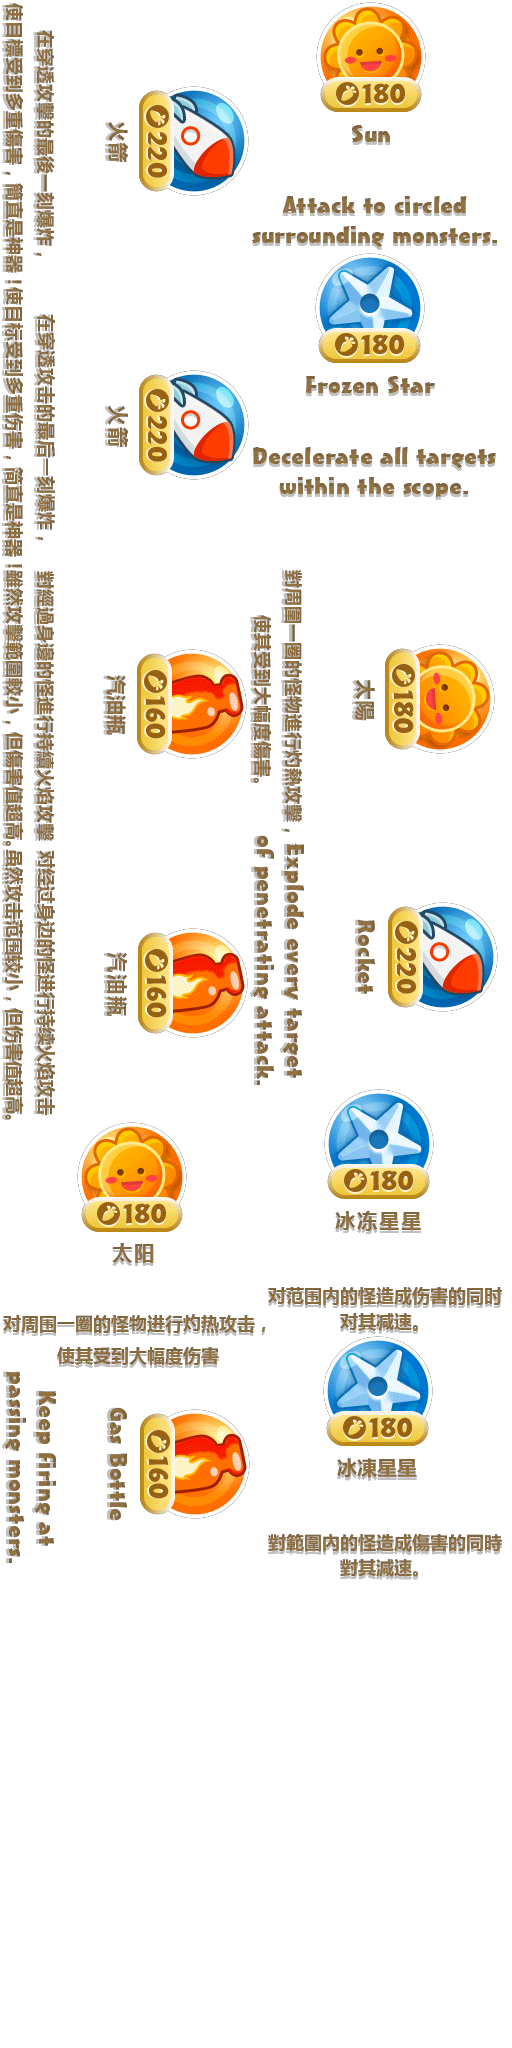 180
Sun
Attack to circled
surrounding monsters.
180
Frozen Star
Decelerate all targets
within the scope.
220
火箭
在穿透攻擊的最後一刻爆炸，
使目標受到多重傷害，簡直是神器！
220
火箭
在穿透攻击的最后一刻爆炸，
使目标受到多重伤害，简直是神器！
160
汽油瓶
對經過身邊的怪進行持續火焰攻擊
雖然攻擊範圍較小，但傷害值超高。
180
太陽
對周圍一圈的怪物進行灼熱攻擊，
使其受到大幅度傷害。
160
汽油瓶
对经过身边的怪进行持续火焰攻击
虽然攻击范围较小，但伤害值超高。
220
Rocket
Explode every target
of penetrating attack.
180
太阳
对周围一圈的怪物进行灼热攻击，
使其受到大幅度伤害
180
冰冻星星
对范围内的怪造成伤害的同时
对其减速。
160
Gas Bottle
Keep firing at
passing monsters.
180
冰凍星星
對範圍內的怪造成傷害的同時
對其減速。